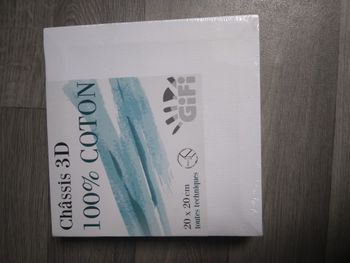 Châssis 3D
100% COTON
GiFi
20 x 20 cm
toutes techniques